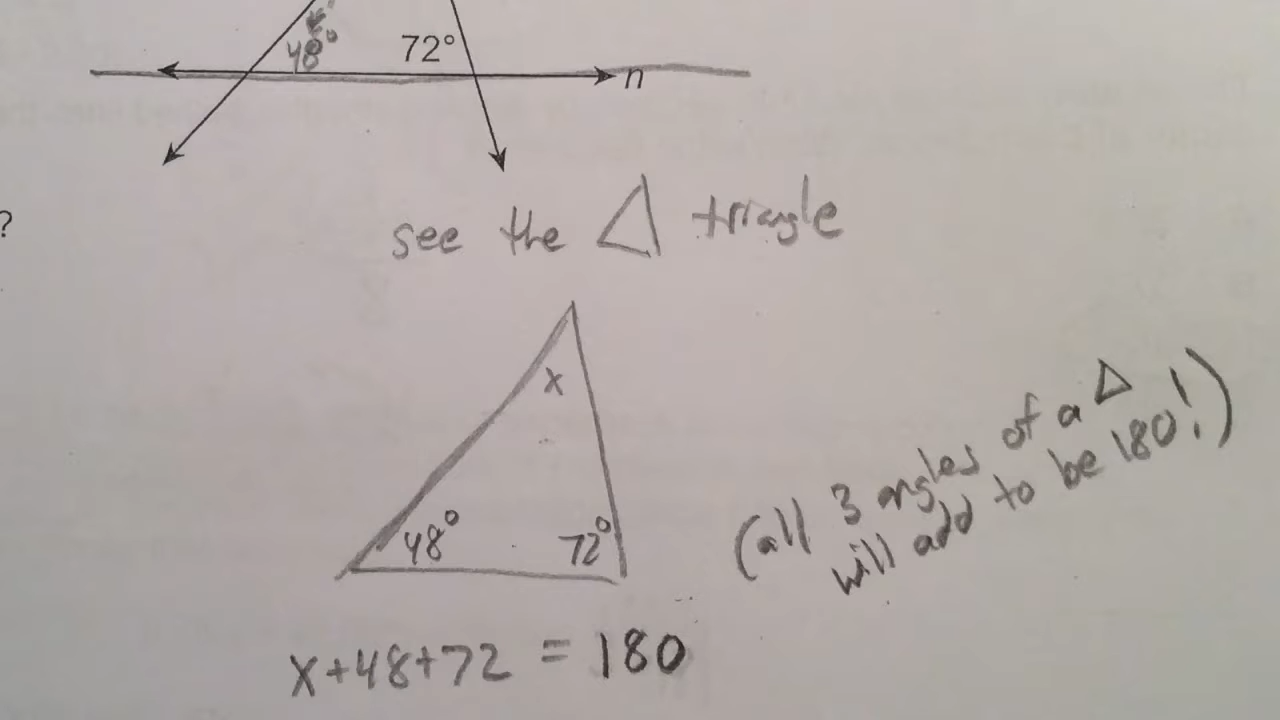 48° 72°
n
?
see the triangle
x
(all 3 angles of a
will add to be 180!)
48° 72°
x+48+72 = 180